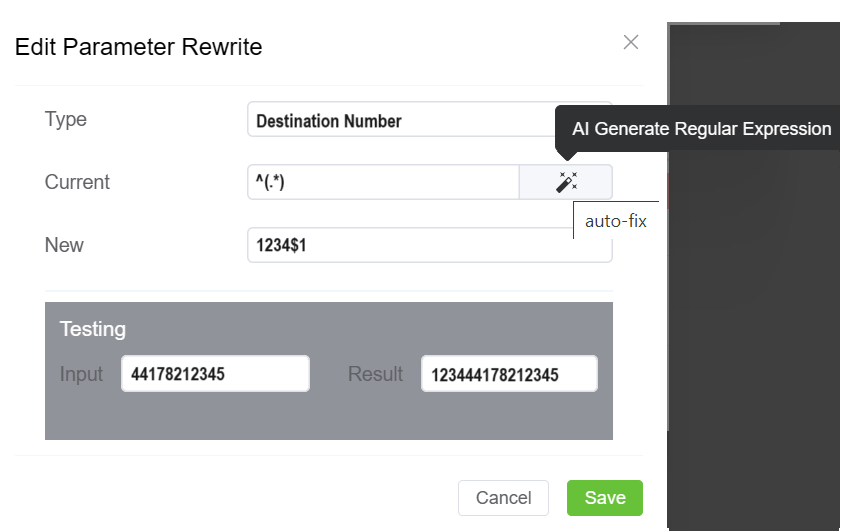 Edit Parameter Rewrite
Type
Destination Number
AI Generate Regular Expression
Current
^(.*)
auto-fix
New
1234$1
Testing
Input
44178212345
Result
123444178212345
Cancel
Save